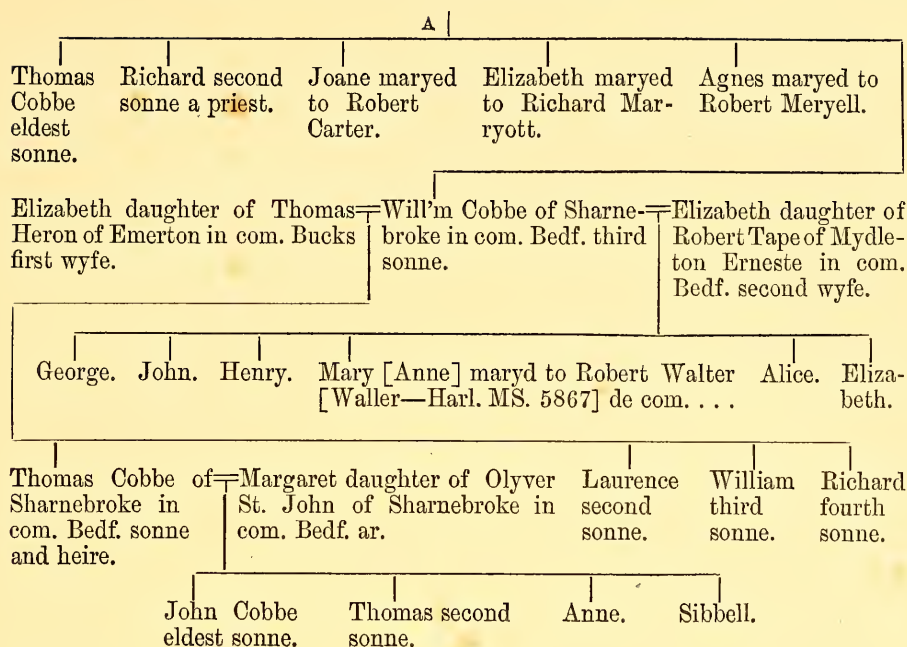 A
Thomas
Cobbe
eldest
sonne.
Richard second
sonne a priest.
Joane maryed
to Robert
Carter.
Elizabeth maryed
to Richard Mar-
ryott.
Agnes maryed to
Robert Meryell.
Elizabeth daughter of Thomas
Heron of Emerton in com. Bucks
first wyfe.
Will'm Cobbe of Sharne-
broke in com. Bedf. third
sonne.
Elizabeth daughter of
Robert Tape of Mydle-
ton Erneste in com.
Bedf. second wyfe.
George.
John.
Henry.
Mary [Anne] maryd to Robert Walter
[Waller—Harl. MS. 5867] de com. . . .
Alice.
Eliza-
beth.
Thomas Cobbe of
Sharnebroke in
com. Bedf. sonne
and heire.
Margaret daughter of Olyver
St. John of Sharnebroke in
com. Bedf. ar.
Laurence
second
sonne.
William
third
sonne.
Richard
fourth
sonne.
John Cobbe
eldest sonne.
Thomas second
sonne.
Anne.
Sibbell.